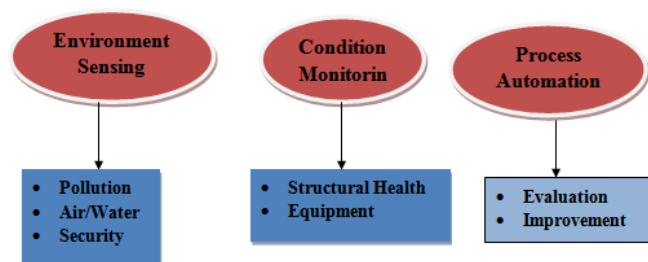 Environment
Sensing
Condition
Monitorin
Process
Automation
• Pollution
• Air/Water
• Security
• Structural Health
• Equipment
• Evaluation
• Improvement